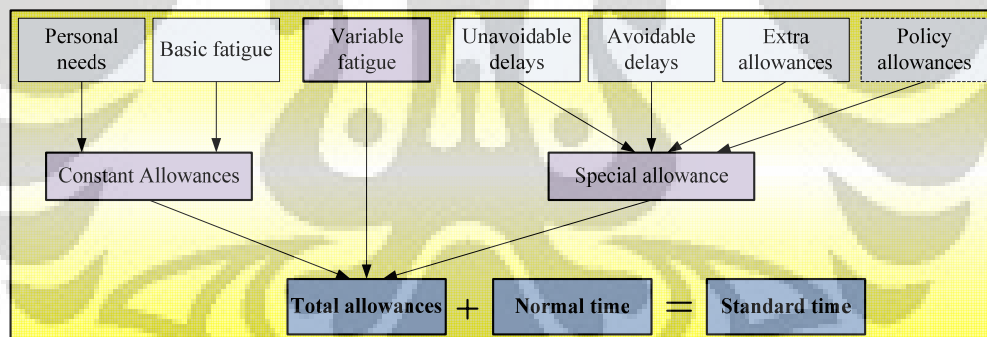 Personal
needs
Basic fatigue
Variable
fatigue
Unavoidable
delays
Avoidable
delays
Extra
allowances
Policy
allowances
Constant Allowances
Special allowance
Total allowances + Normal time = Standard time